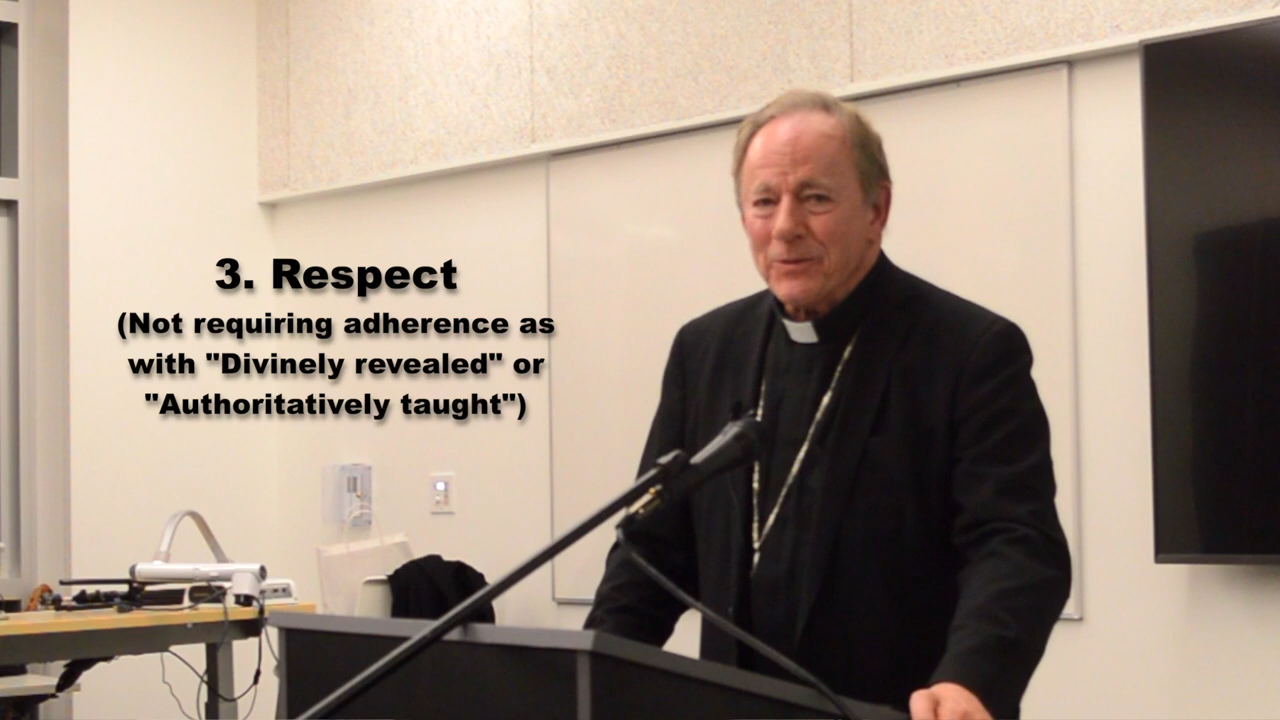 3. Respect
(Not requiring adherence as
with "Divinely revealed" or
"Authoritatively taught")